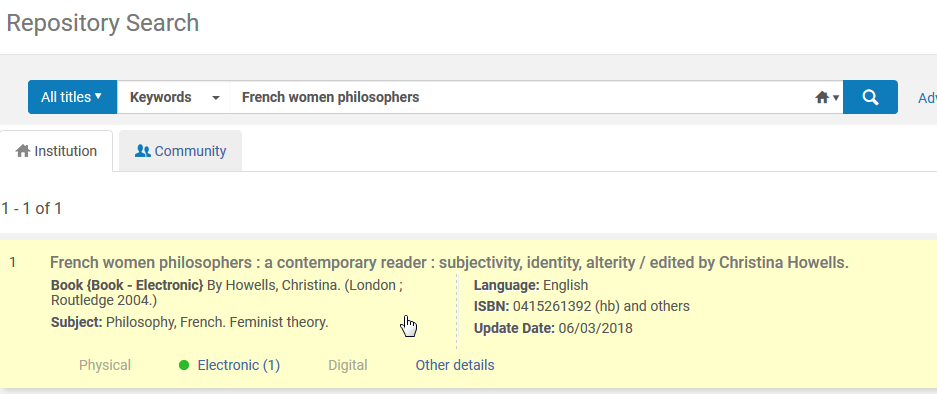 Repository Search
All titles Keywords French women philosophers
Institution Community
1 - 1 of 1
1 French women philosophers : a contemporary reader : subjectivity, identity, alterity / edited by Christina Howells.
Book {Book - Electronic} By Howells, Christina. (London ;
Routledge 2004.)
Subject: Philosophy, French. Feminist theory.
Language: English
ISBN: 0415261392 (hb) and others
Update Date: 06/03/2018
Physical Electronic (1) Digital Other details